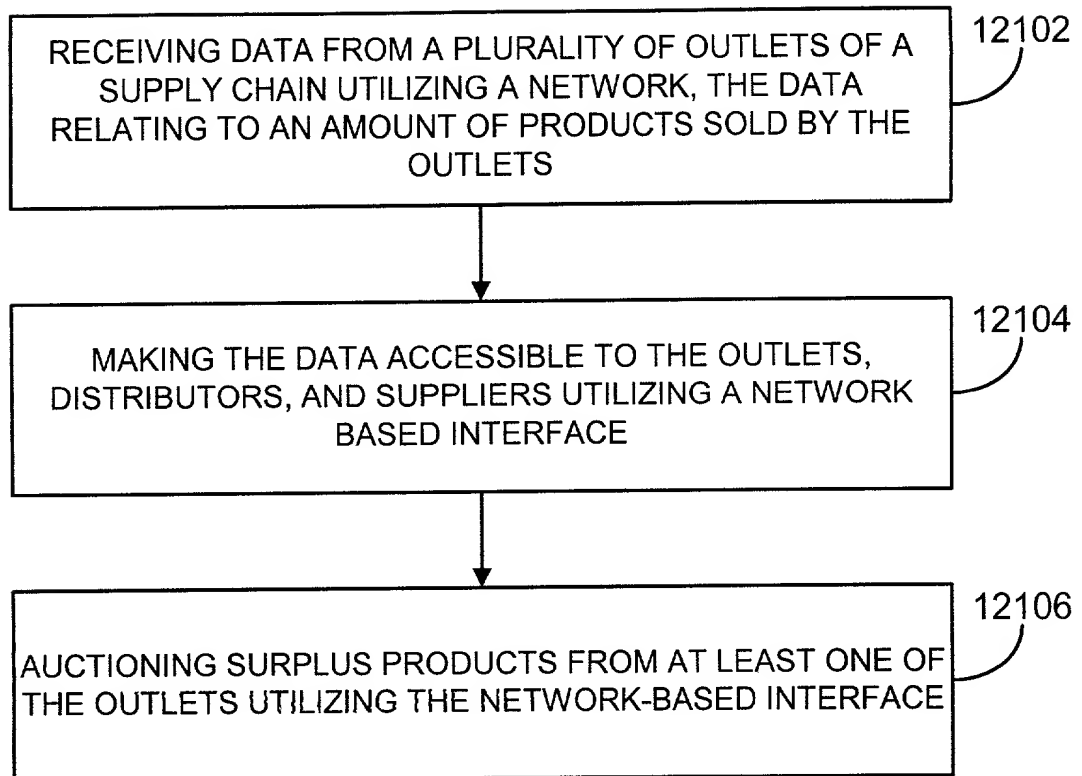 12102
RECEIVING DATA FROM A PLURALITY OF OUTLETS OF A
SUPPLY CHAIN UTILIZING A NETWORK, THE DATA
RELATING TO AN AMOUNT OF PRODUCTS SOLD BY THE
OUTLETS
12104
MAKING THE DATA ACCESSIBLE TO THE OUTLETS,
DISTRIBUTORS, AND SUPPLIERS UTILIZING A NETWORK
BASED INTERFACE
12106
AUCTIONING SURPLUS PRODUCTS FROM AT LEAST ONE OF
THE OUTLETS UTILIZING THE NETWORK-BASED INTERFACE